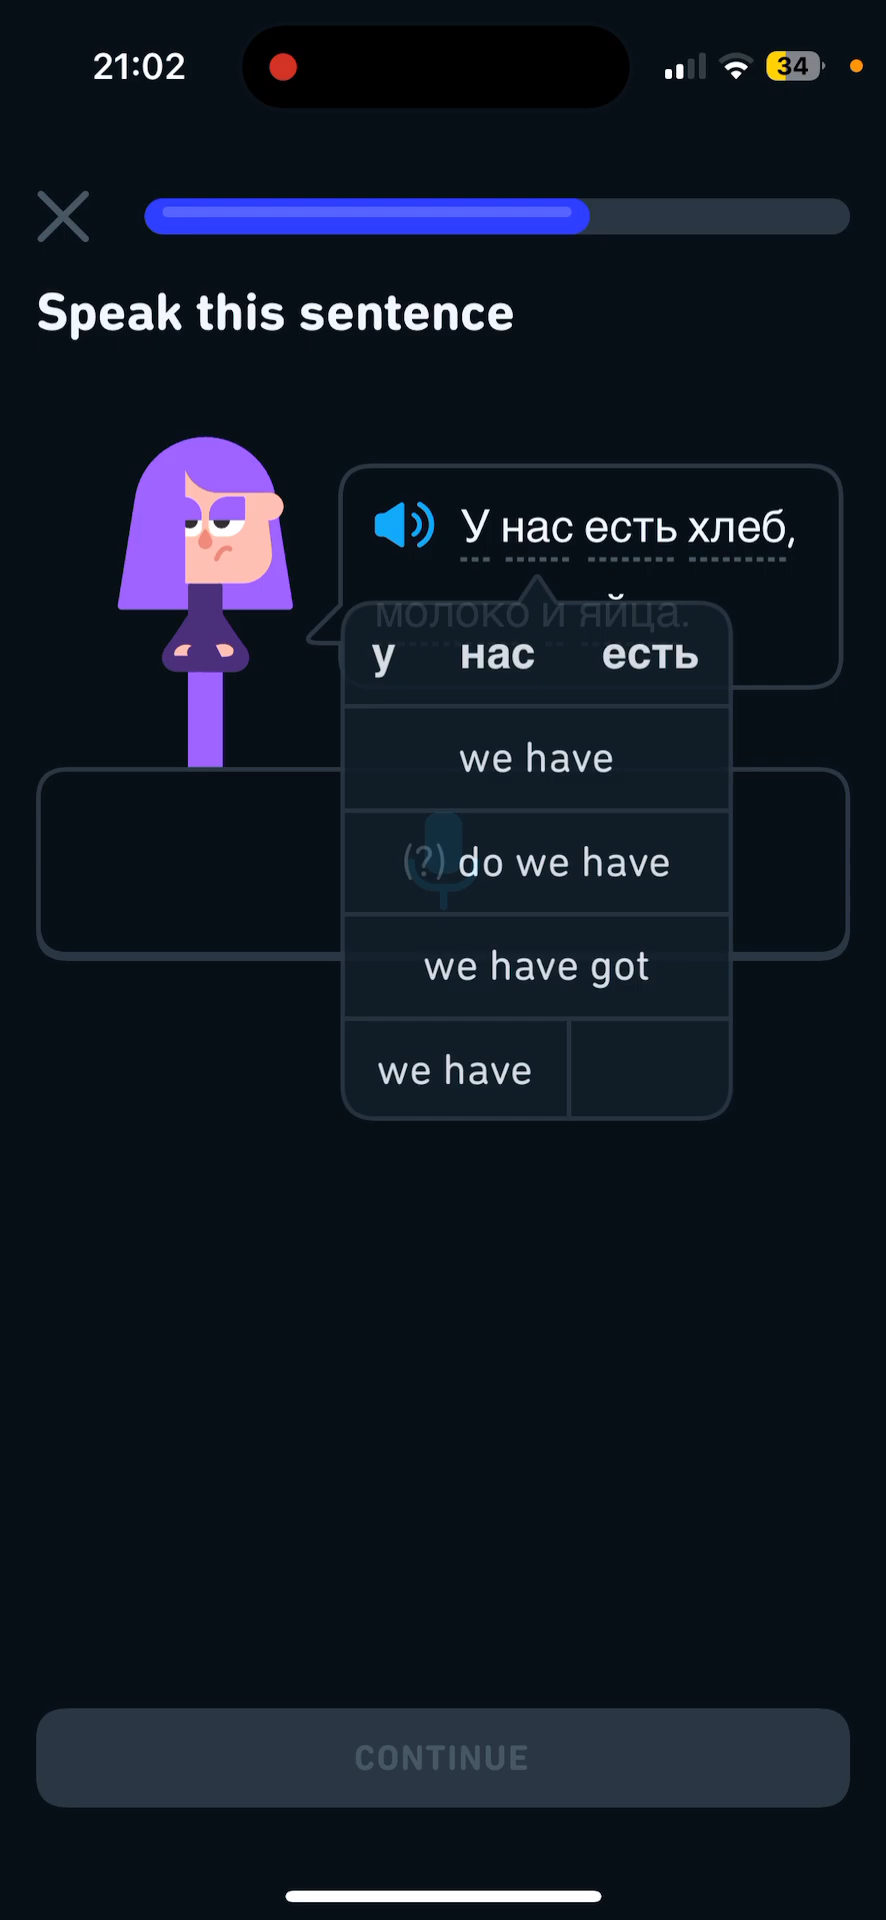 21:02
34
Speak this sentence
У нас есть хлеб,
молоко и яйца.
у нас есть
we have
(?) do we have
we have got
we have
CONTINUE